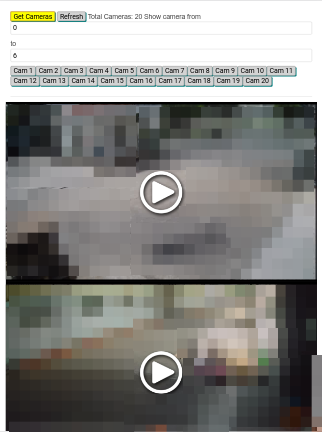 Get Cameras Refresh Total Cameras: 20 Show camera from
0
to
6
Cam 1 Cam 2 Cam 3 Cam 4 Cam 5 Cam 6 Cam 7 Cam 8 Cam 9 Cam 10 Cam 11
Cam 12 Cam 13 Cam 14 Cam 15 Cam 16 Cam 17 Cam 18 Cam 19 Cam 20